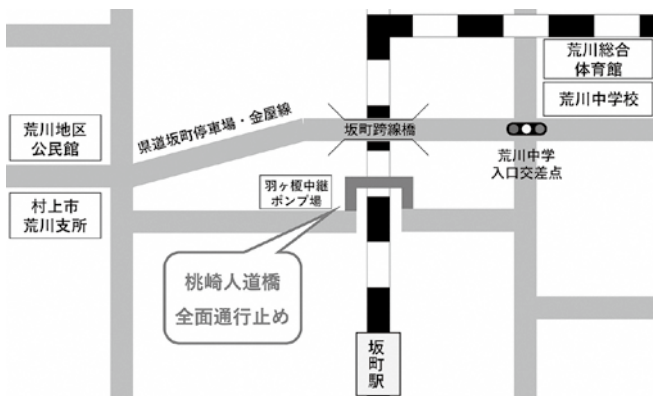 荒川総合
体育館
荒川中学校
荒川地区
公民館
県道坂町停車場・金屋線
坂町跨線橋
荒川中学
入口交差点
村上市
荒川支所
羽ヶ榎中継
ポンプ場
桃崎人道橋
全面通行止め
坂町駅